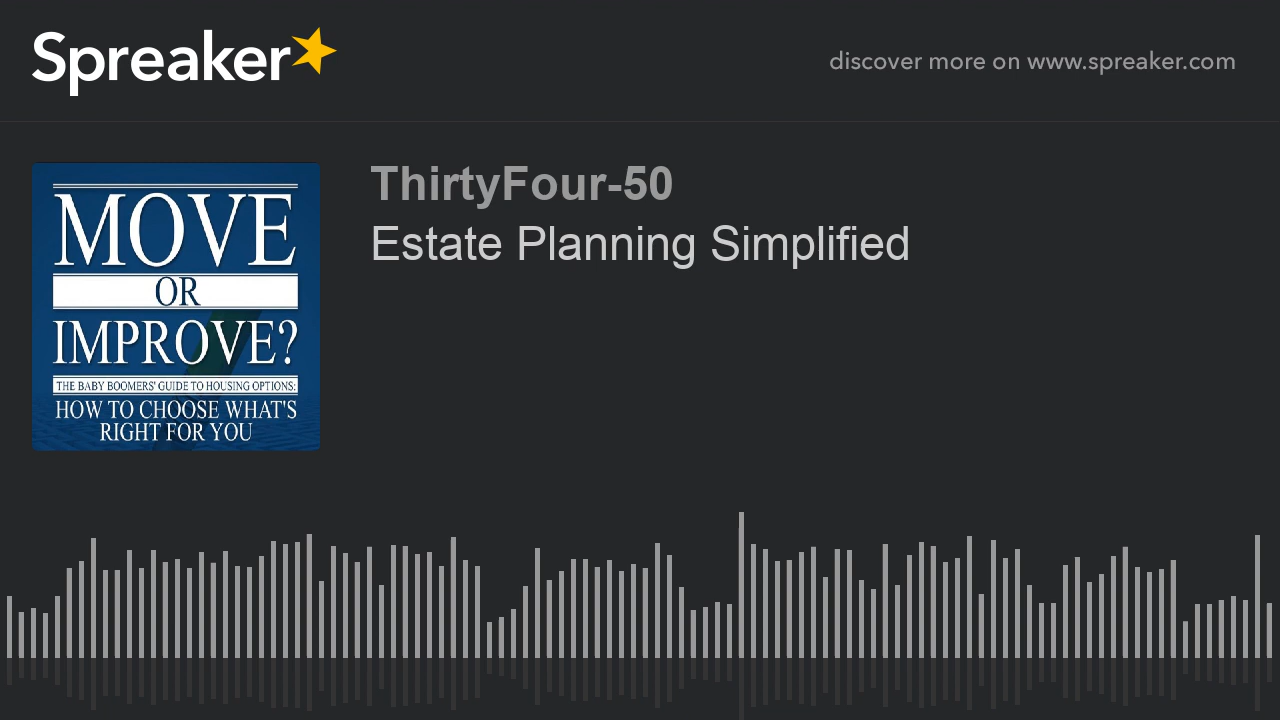 Spreaker
discover more on www.spreaker.com
MOVE
OR
IMPROVE?
THE BABY BOOMERS' GUIDE TO HOUSING OPTIONS:
HOW TO CHOOSE WHAT'S
RIGHT FOR YOU
ThirtyFour-50
Estate Planning Simplified